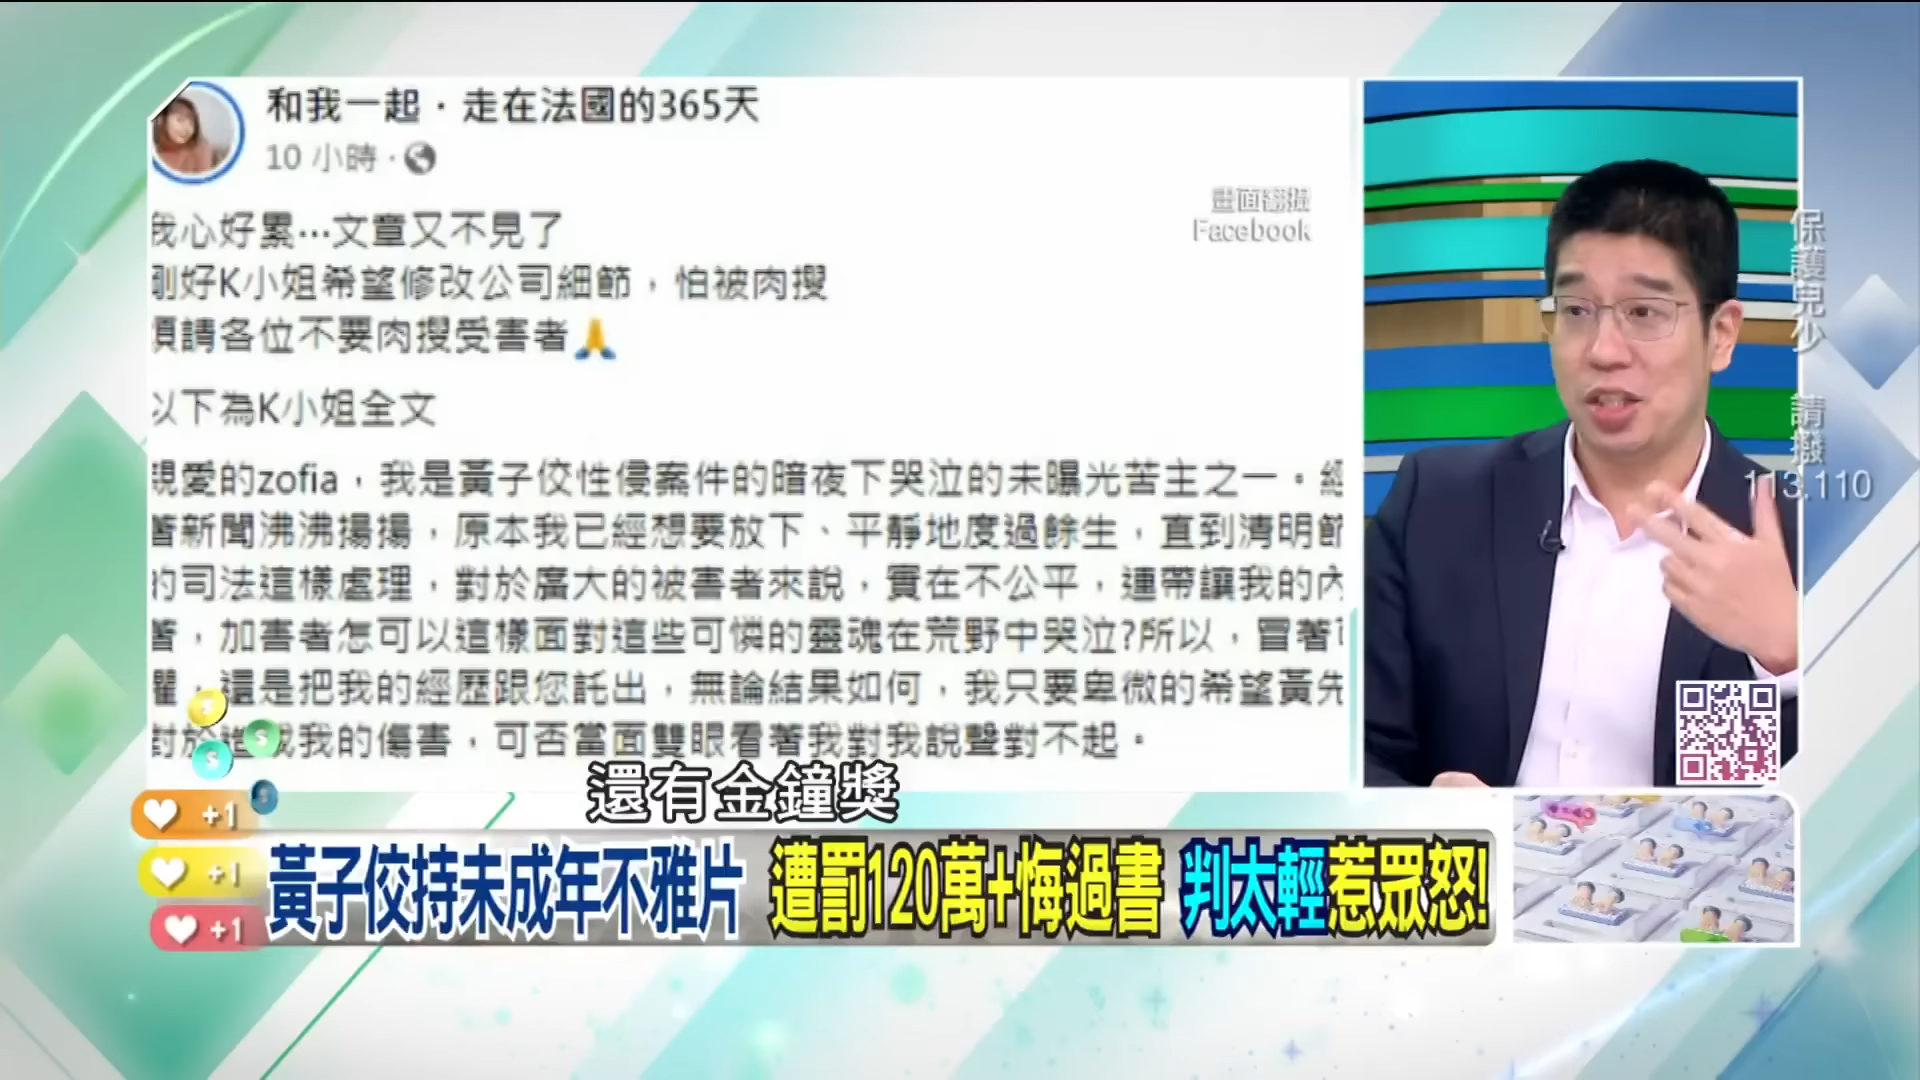 和我一起·走在法國的365天
10 小時·
畫面翻攝
Facebook
我心好累…文章又不見了
剛好K小姐希望修改公司細節，怕被肉搜
煩請各位不要肉搜受害者🙏
以下為K小姐全文
親愛的zofia，我是黃子佼性侵案件的暗夜下哭泣的未曝光苦主之一。經
著新聞沸沸揚揚，原本我已經想要放下、平靜地度過餘生，直到清明節
的司法這樣處理，對於廣大的被害者來說，實在不公平，連帶讓我的內
著，加害者怎可以這樣面對這些可憐的靈魂在荒野中哭泣?所以，冒著
懼，還是把我的經歷跟您託出，無論結果如何，我只要卑微的希望黃先
對於造成我的傷害，可否當面雙眼看著我對我說聲對不起。
保護兒少 請撥
113.110
還有金鐘獎
+1
+1
+1
黃子佼持未成年不雅片 遭罰120萬+悔過書 判太輕惹眾怒!